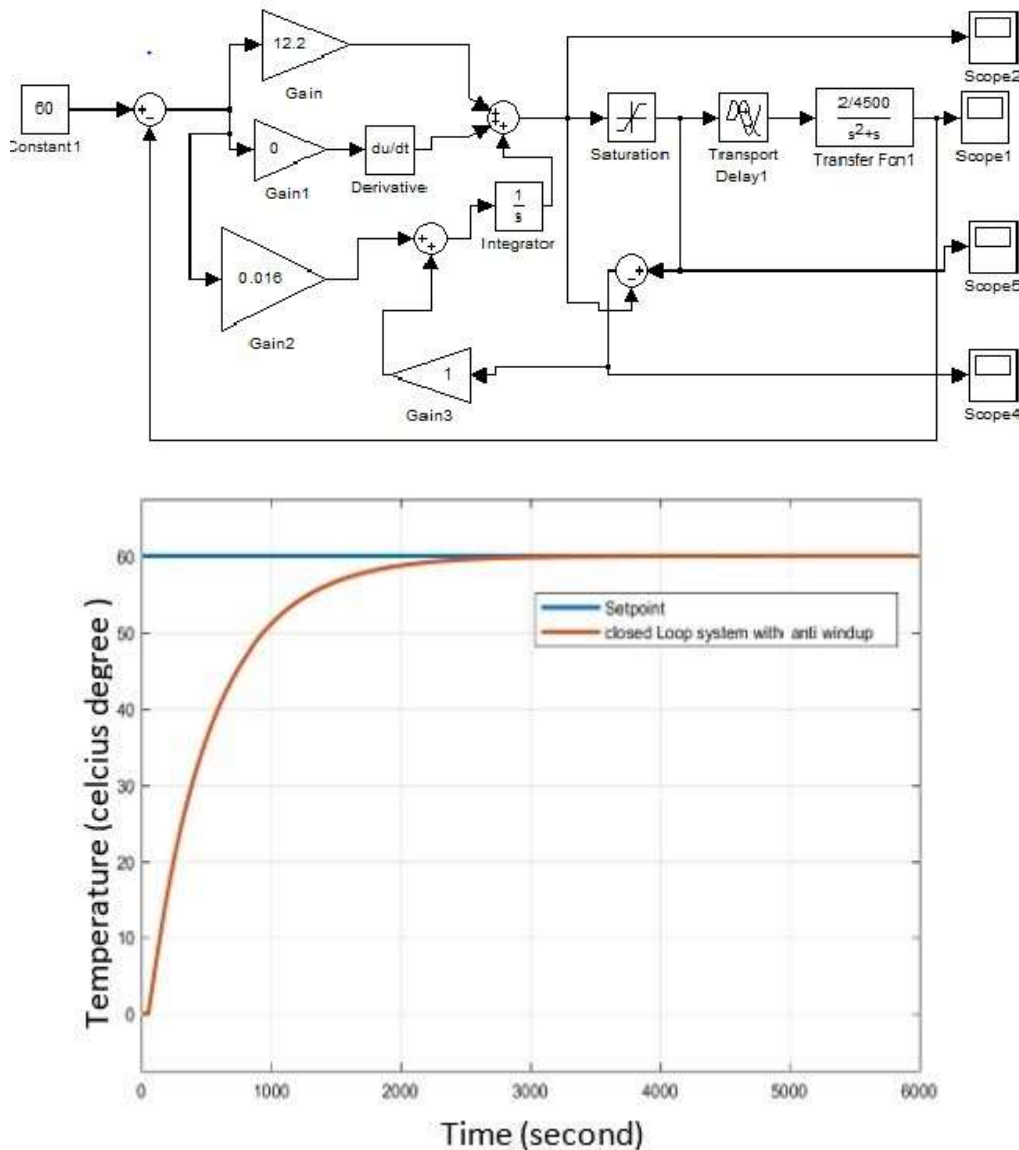 12.2
Gain
60
Constant1
+
-
0
Gain1
du/dt
Derivative
+
+
+
Saturation
Transport
Delay1
2/4500
s²+s
Transfer Fcn1
Scope2
Scope1
1
s
Integrator
+
+
0.016
Gain2
-
+
Scope5
1
Gain3
Scope4
Temperature (celcius degree )
60
50
40
30
20
10
0
Setpoint
closed Loop system with anti windup
0
1000
2000
3000
4000
5000
6000
Time (second)